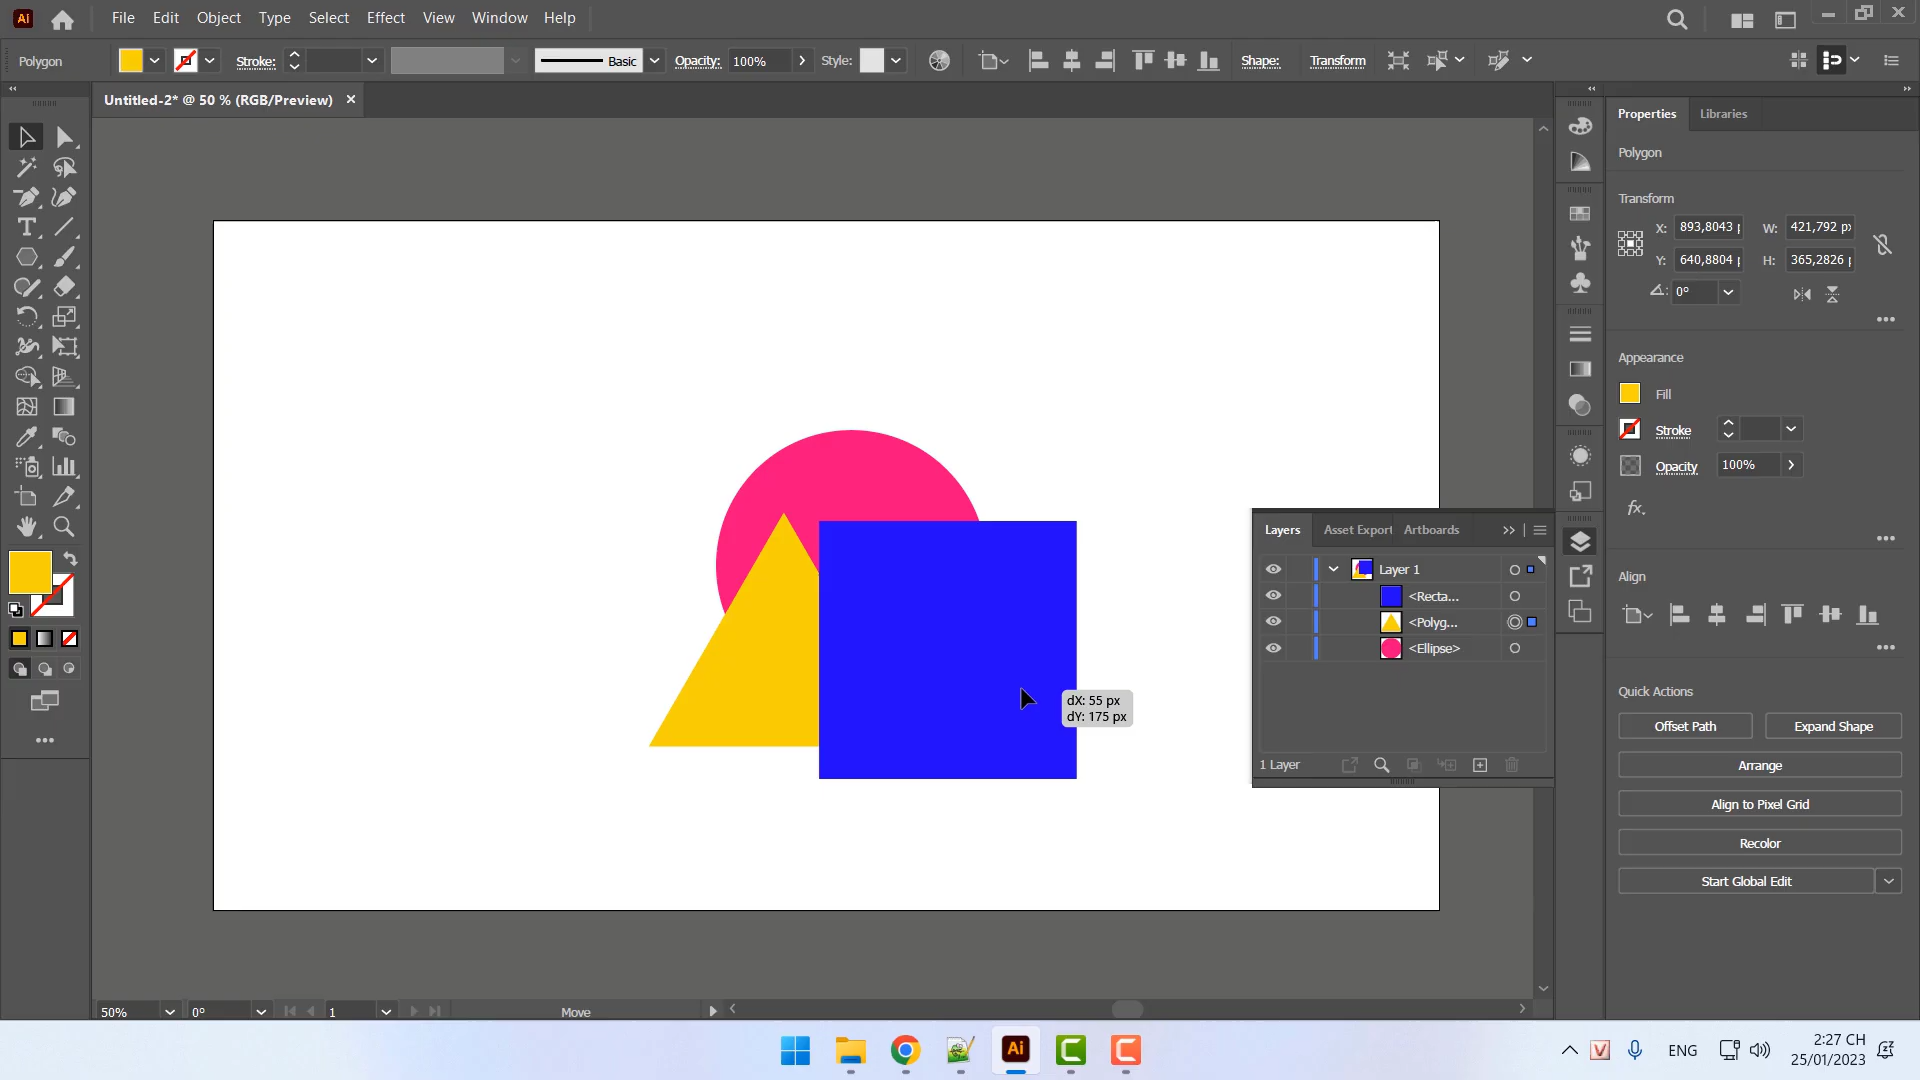 Ai File Edit Object Type Select Effect View Window Help
Polygon Stroke: Basic Opacity: 100% Style: Shape: Transform
Untitled-2* @ 50 % (RGB/Preview)
Properties Libraries
Polygon
Transform
X: 893,8043 W: 421,792 px
Y: 640,8804 H: 365,2826
0°
Appearance
Fill
Stroke
Opacity 100%
fx.
Align
Quick Actions
Offset Path Expand Shape
Arrange
Align to Pixel Grid
Recolor
Start Global Edit
Layers Asset Export Artboards
Layer 1
<Recta...
<Polyg...
<Ellipse>
1 Layer
dX: 55 px
dY: 175 px
50% 0° 1 Move
Ai ENG 2:27 CH
25/01/2023